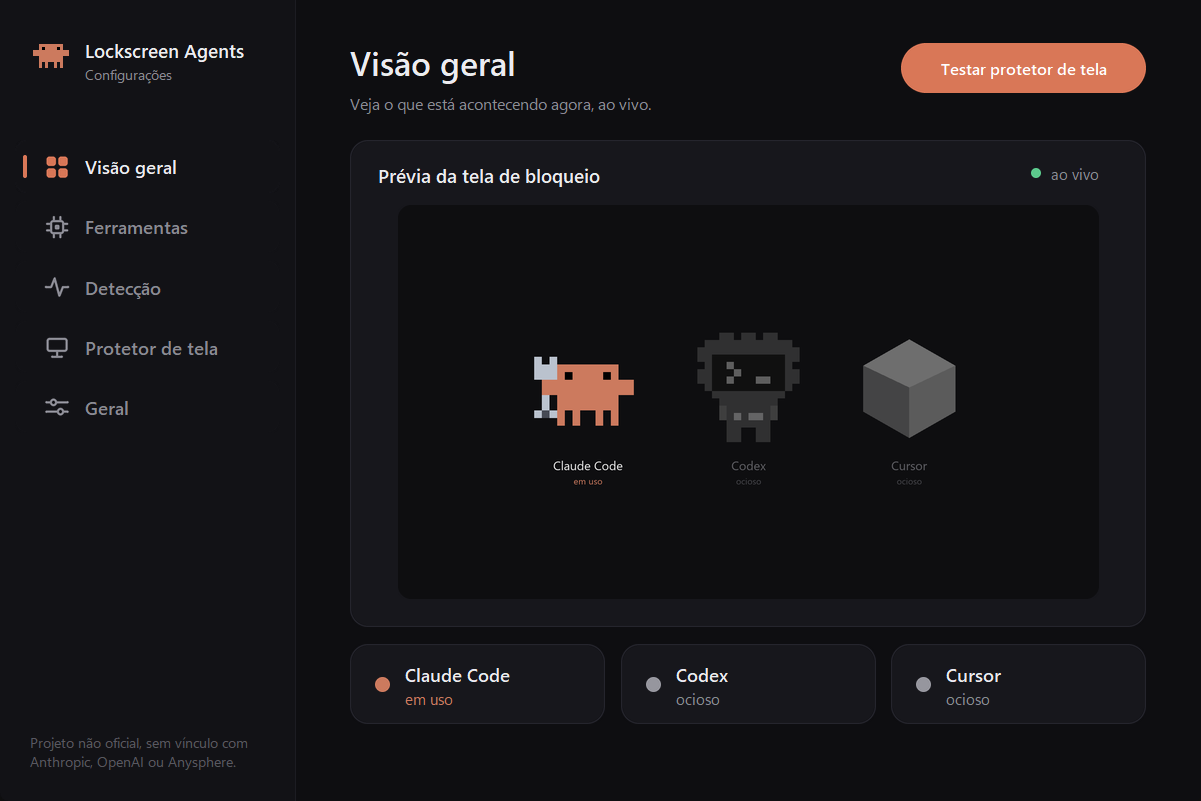 Lockscreen Agents
Configurações
Visão geral
Ferramentas
Detecção
Protetor de tela
Geral
Projeto não oficial, sem vínculo com
Anthropic, OpenAI ou Anysphere.
Visão geral
Veja o que está acontecendo agora, ao vivo.
Testar protetor de tela
Prévia da tela de bloqueio
ao vivo
Claude Code
em uso
Codex
ocioso
Cursor
ocioso
Claude Code
em uso
Codex
ocioso
Cursor
ocioso